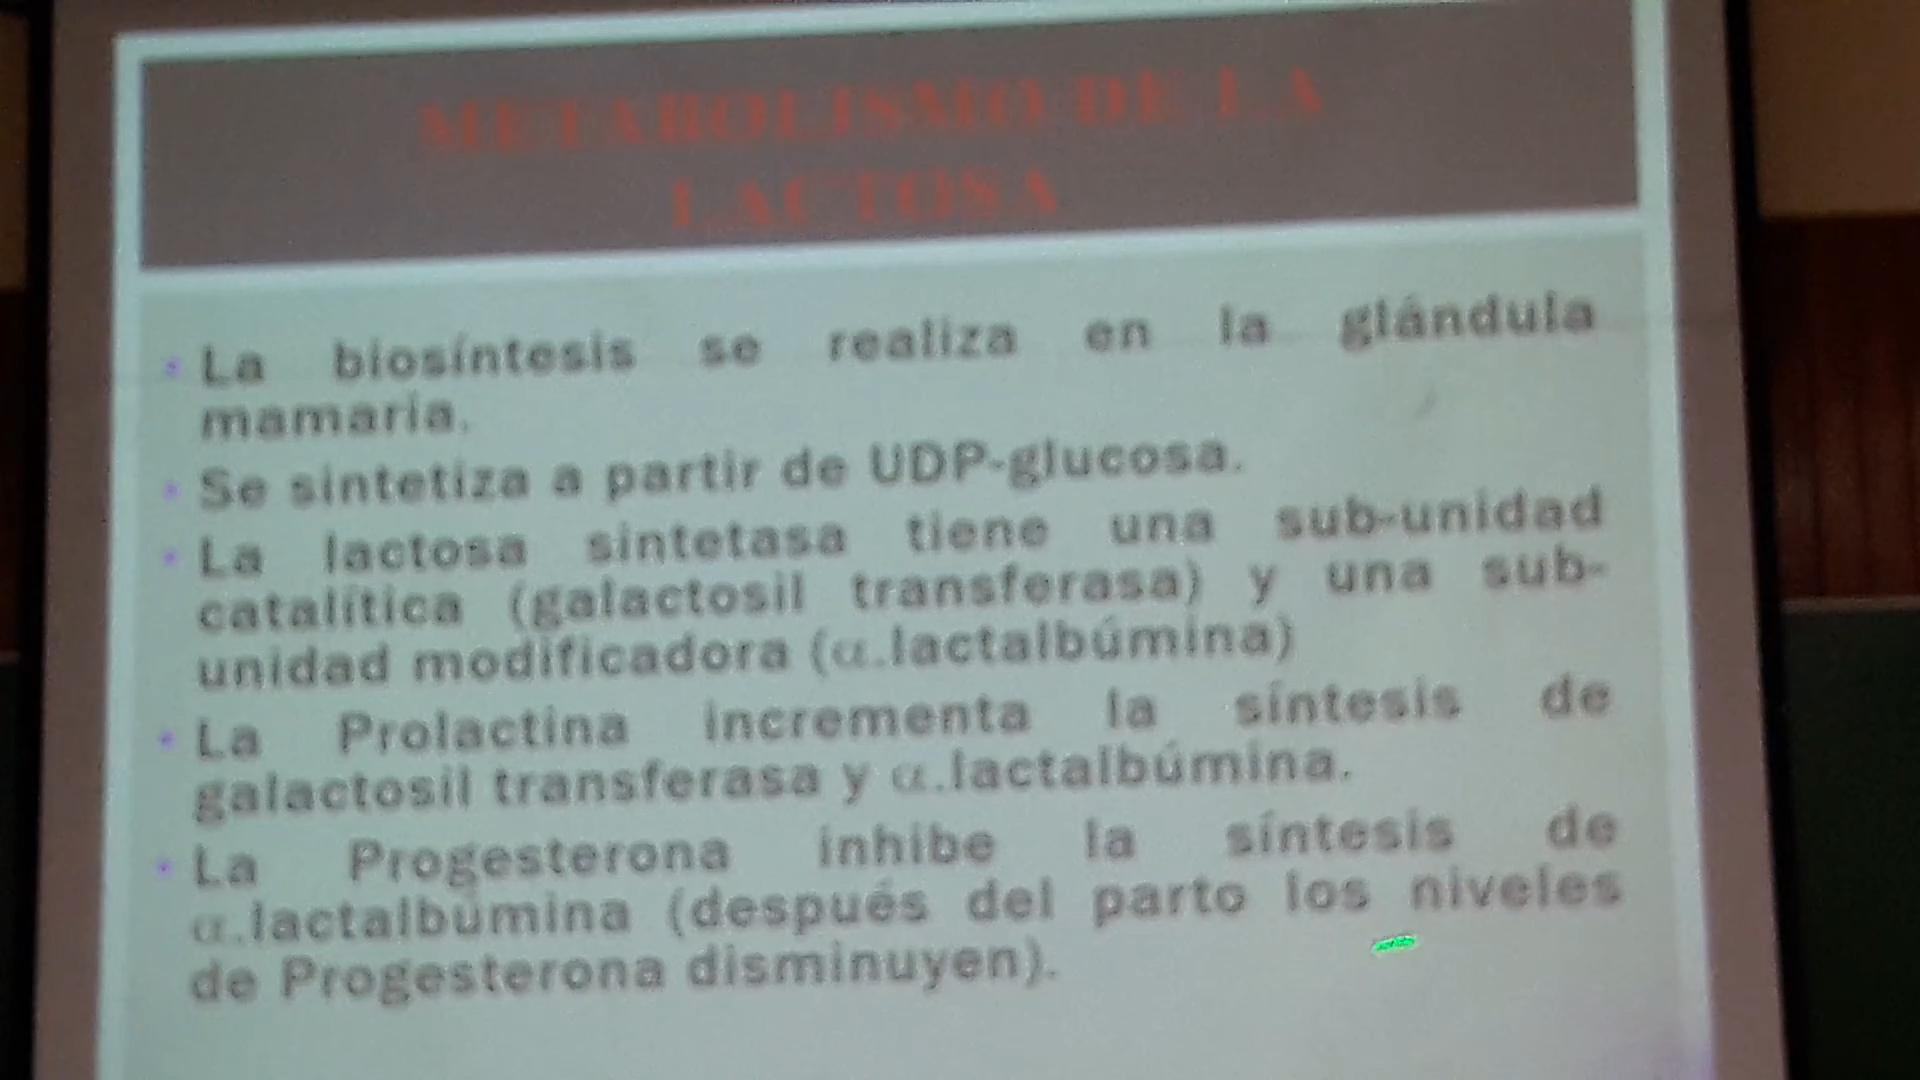 METABOLISMO DE LA
LACTOSA
La biosíntesis se realiza en la glándula
mamaria.
Se sintetiza a partir de UDP-glucosa.
La lactosa sintetasa tiene una sub-unidad
catalítica (galactosil transferasa) y una sub-
unidad modificadora (α.lactalbúmina)
La Prolactina incrementa la síntesis de
galactosil transferasa y α.lactalbúmina.
La Progesterona inhibe la síntesis de
α.lactalbúmina (después del parto los niveles
de Progesterona disminuyen).